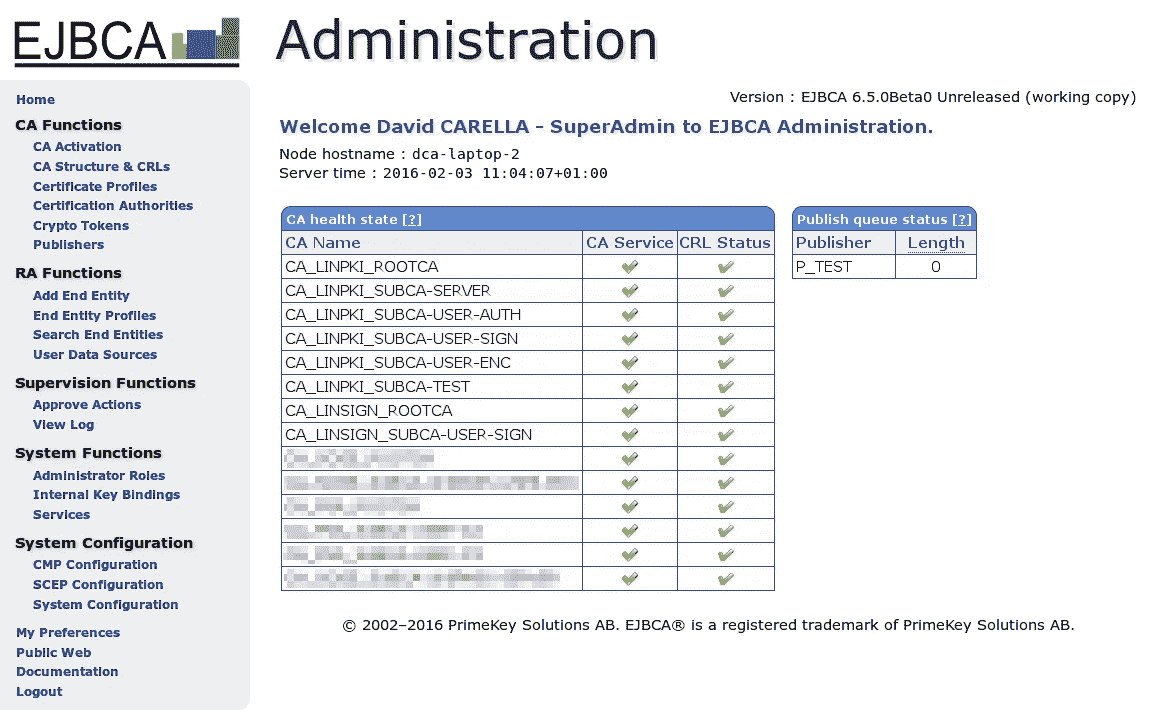 EJBCA
Administration
Home
CA Functions
CA Activation
CA Structure & CRLs
Certificate Profiles
Certification Authorities
Crypto Tokens
Publishers
RA Functions
Add End Entity
End Entity Profiles
Search End Entities
User Data Sources
Supervision Functions
Approve Actions
View Log
System Functions
Administrator Roles
Internal Key Bindings
Services
System Configuration
CMP Configuration
SCEP Configuration
System Configuration
My Preferences
Public Web
Documentation
Logout
Version : EJBCA 6.5.0Beta0 Unreleased (working copy)
Welcome David CARELLA – SuperAdmin to EJBCA Administration.
Node hostname : dca-laptop-2
Server time : 2016-02-03 11:04:07+01:00
CA health state [?]
CA Name CA Service CRL Status
CA_LINPKI_ROOTCA
CA_LINPKI_SUBCA-SERVER
CA_LINPKI_SUBCA-USER-AUTH
CA_LINPKI_SUBCA-USER-SIGN
CA_LINPKI_SUBCA-USER-ENC
CA_LINPKI_SUBCA-TEST
CA_LINSIGN_ROOTCA
CA_LINSIGN_SUBCA-USER-SIGN
Publish queue status [?]
Publisher Length
P_TEST 0
© 2002–2016 PrimeKey Solutions AB. EJBCA® is a registered trademark of PrimeKey Solutions AB.